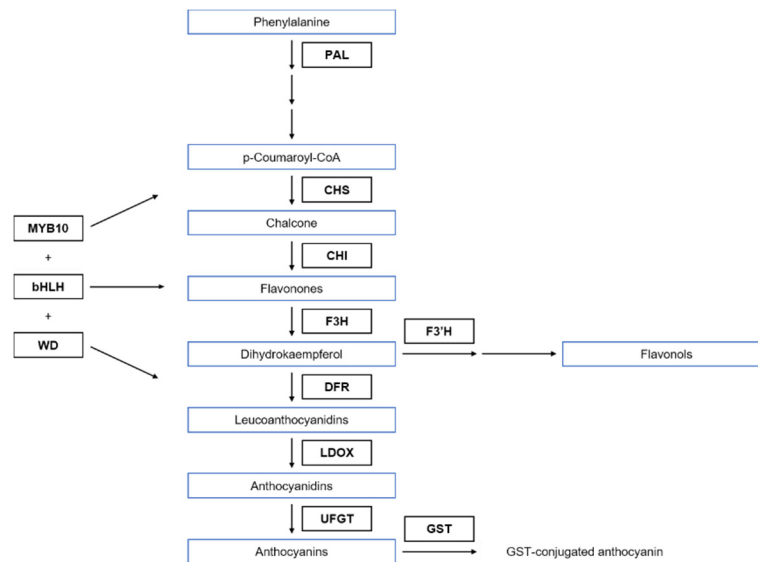 Phenylalanine
PAL
p-Coumaroyl-CoA
CHS
MYB10
Chalcone
+
CHI
bHLH
Flavonones
+
F3H
F3'H
WD
Dihydrokaempferol
Flavonols
DFR
Leucoanthocyanidins
LDOX
Anthocyanidins
UFGT
GST
Anthocyanins
GST-conjugated anthocyanin